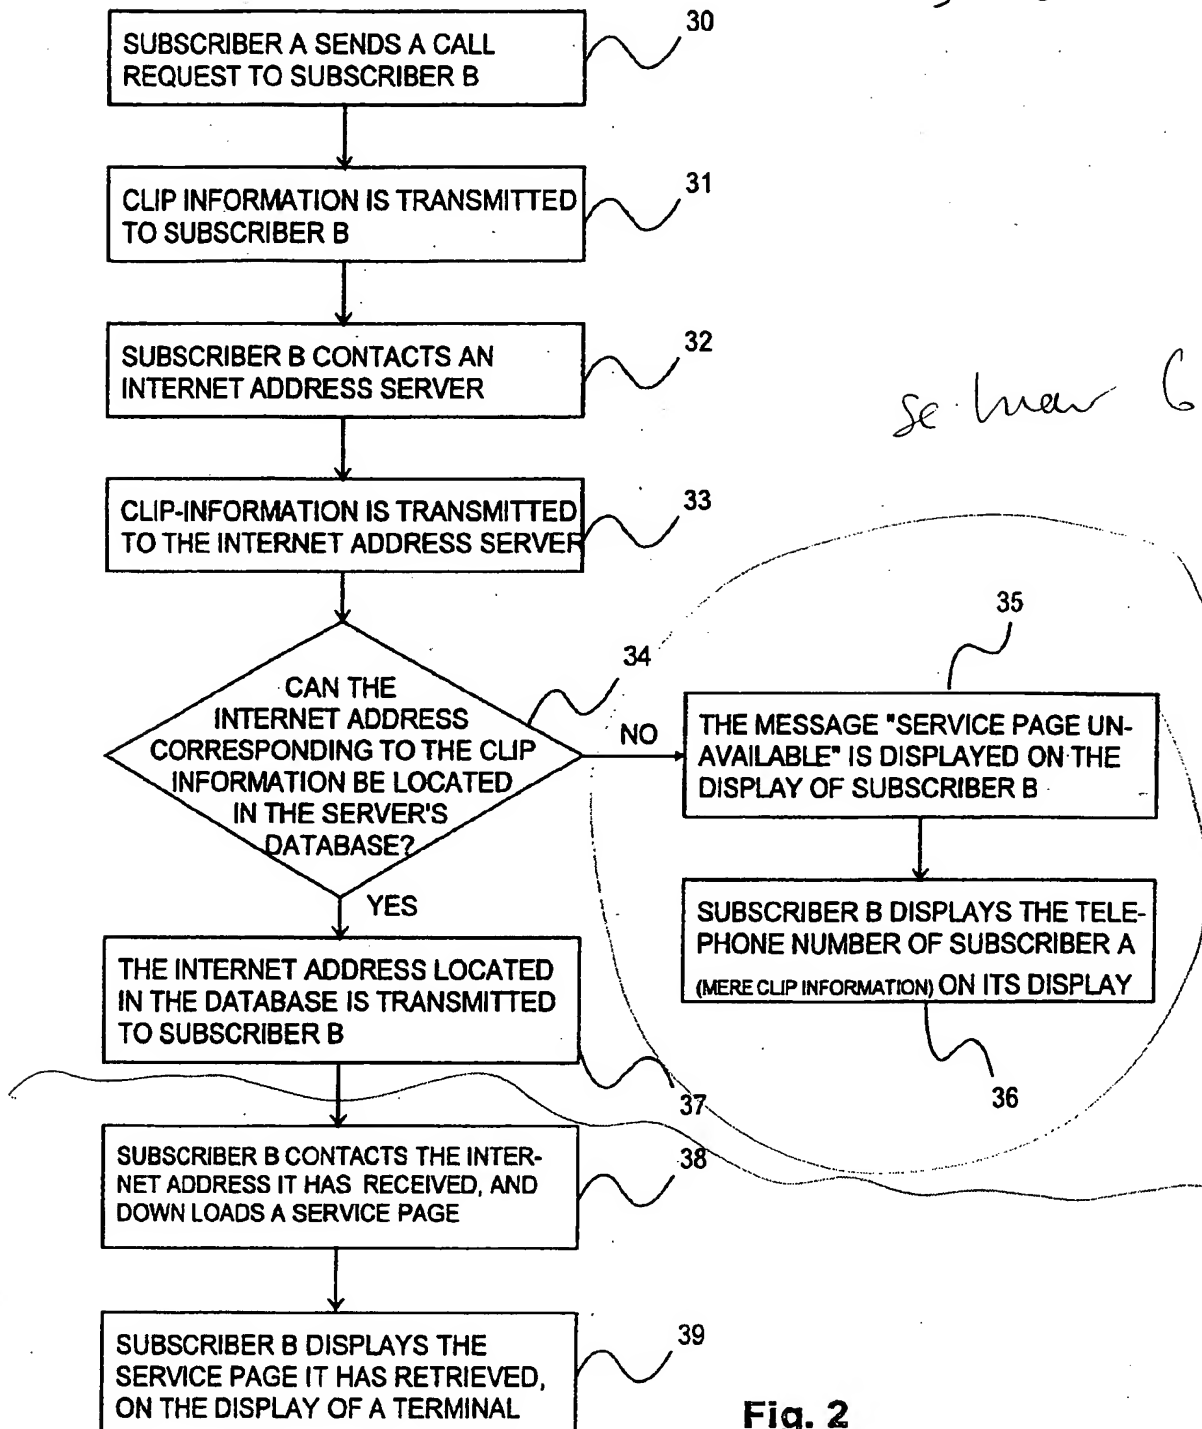 30
SUBSCRIBER A SENDS A CALL
REQUEST TO SUBSCRIBER B
31
CLIP INFORMATION IS TRANSMITTED
TO SUBSCRIBER B
32
SUBSCRIBER B CONTACTS AN
INTERNET ADDRESS SERVER
33
CLIP-INFORMATION IS TRANSMITTED
TO THE INTERNET ADDRESS SERVER
34
CAN THE
INTERNET ADDRESS
CORRESPONDING TO THE CLIP
INFORMATION BE LOCATED
IN THE SERVER'S
DATABASE?
NO
35
THE MESSAGE "SERVICE PAGE UN-
AVAILABLE" IS DISPLAYED ON THE
DISPLAY OF SUBSCRIBER B
SUBSCRIBER B DISPLAYS THE TELE-
PHONE NUMBER OF SUBSCRIBER A
(MERE CLIP INFORMATION) ON ITS DISPLAY
36
YES
THE INTERNET ADDRESS LOCATED
IN THE DATABASE IS TRANSMITTED
TO SUBSCRIBER B
37
SUBSCRIBER B CONTACTS THE INTER-
NET ADDRESS IT HAS RECEIVED, AND
DOWN LOADS A SERVICE PAGE
38
SUBSCRIBER B DISPLAYS THE
SERVICE PAGE IT HAS RETRIEVED,
ON THE DISPLAY OF A TERMINAL
39
Fig. 2